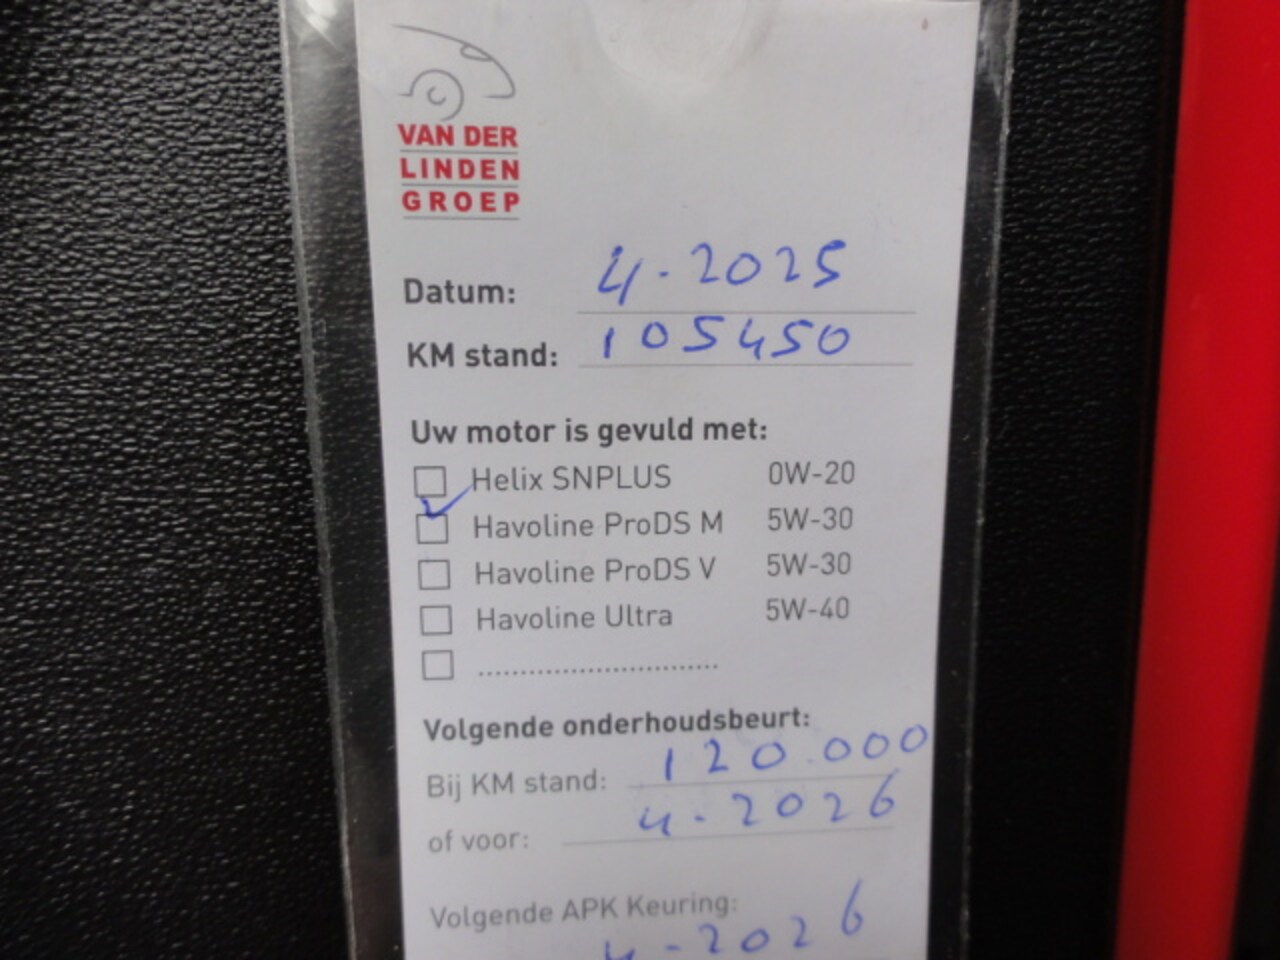 VAN DER
LINDEN
GROEP
Datum: 4-2025
KM stand: 105450
Uw motor is gevuld met:
Helix SNPLUS 0W-20
Havoline ProDS M 5W-30
Havoline ProDS V 5W-30
Havoline Ultra 5W-40
..............................
Volgende onderhoudsbeurt:
Bij KM stand: 120.000
of voor: 4-2026
Volgende APK Keuring:
4-2026